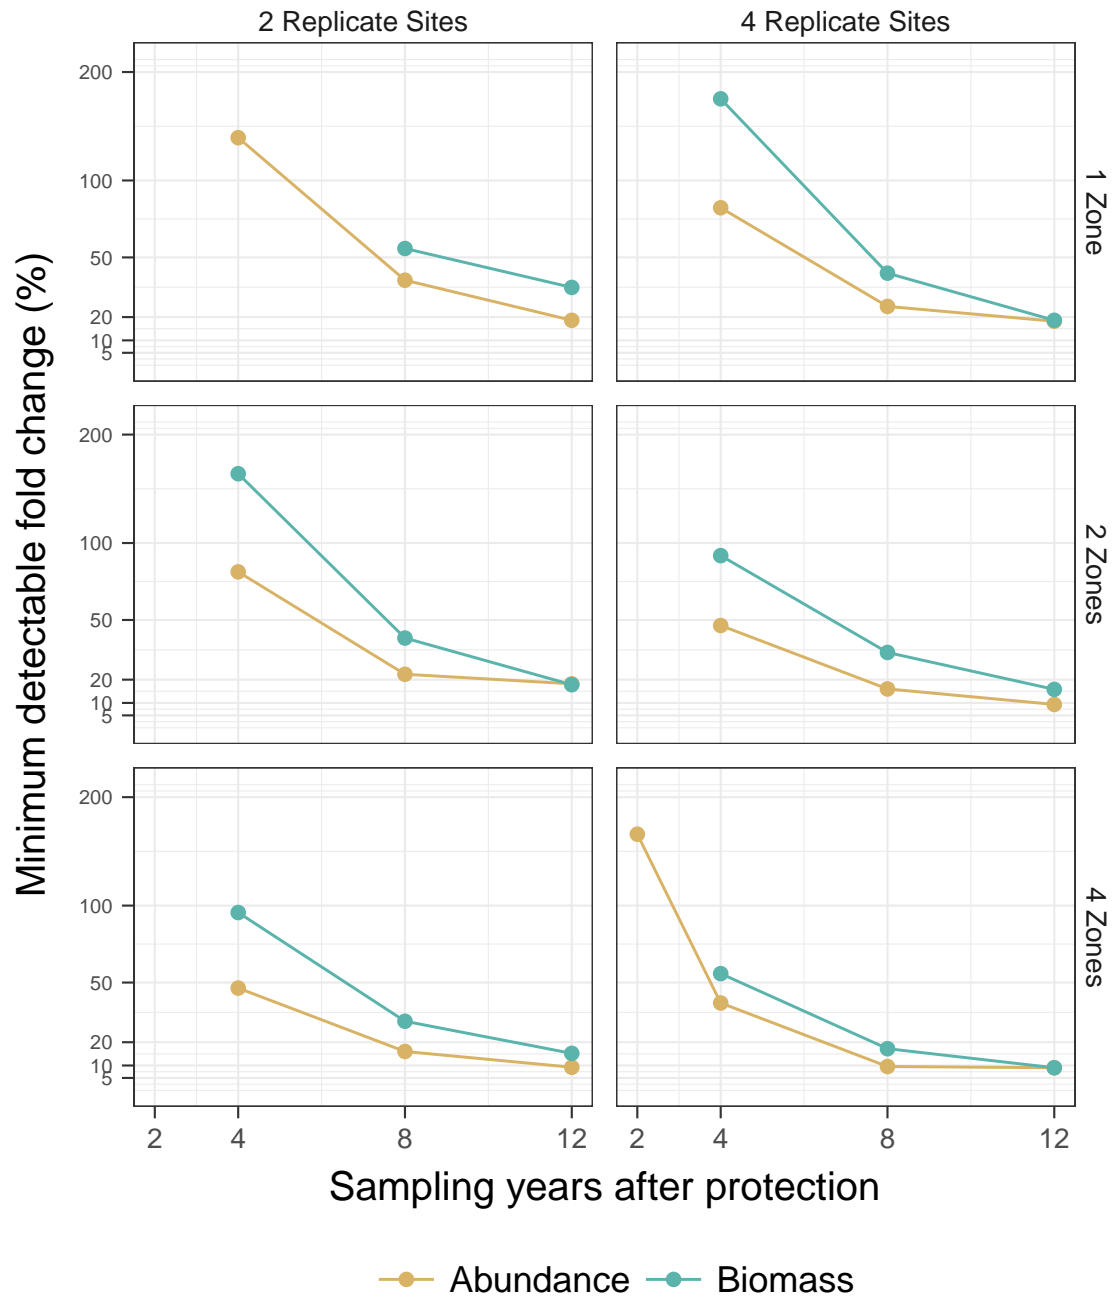 2 Replicate Sites
4 Replicate Sites
Minimum detectable fold change (%)
200
100
50
20
10
5
1 Zone
200
100
50
20
10
5
2 Zones
200
100
50
20
10
5
4 Zones
2 4 8 12
2 4 8 12
Sampling years after protection
Abundance
Biomass